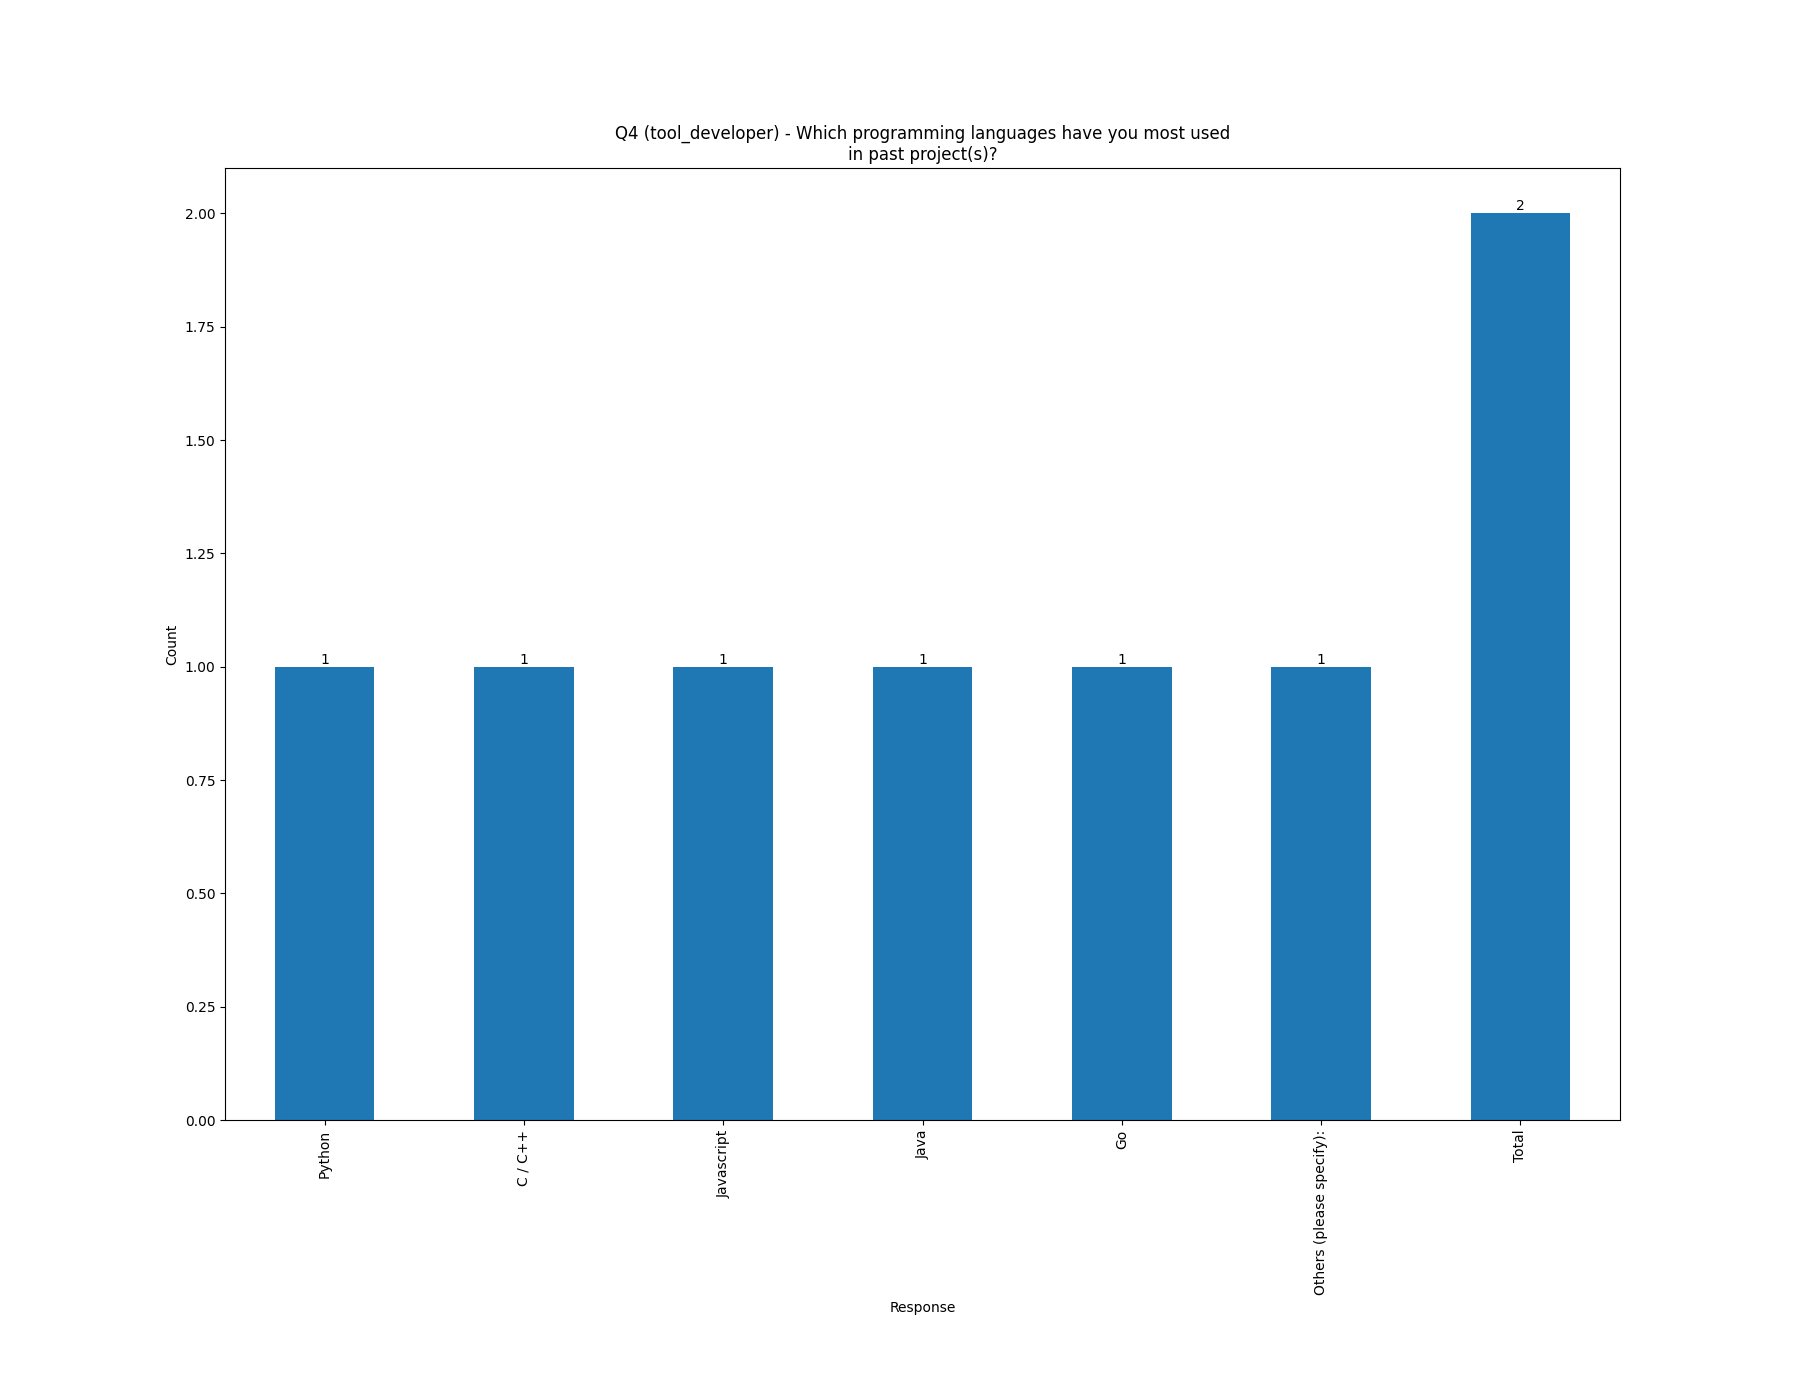 Q4 (tool_developer) - Which programming languages have you most used
in past project(s)?
Count
2.00
1.75
1.50
1.25
1.00
0.75
0.50
0.25
0.00
1
1
1
1
1
1
2
Python
C / C++
Javascript
Java
Go
Others (please specify):
Total
Response